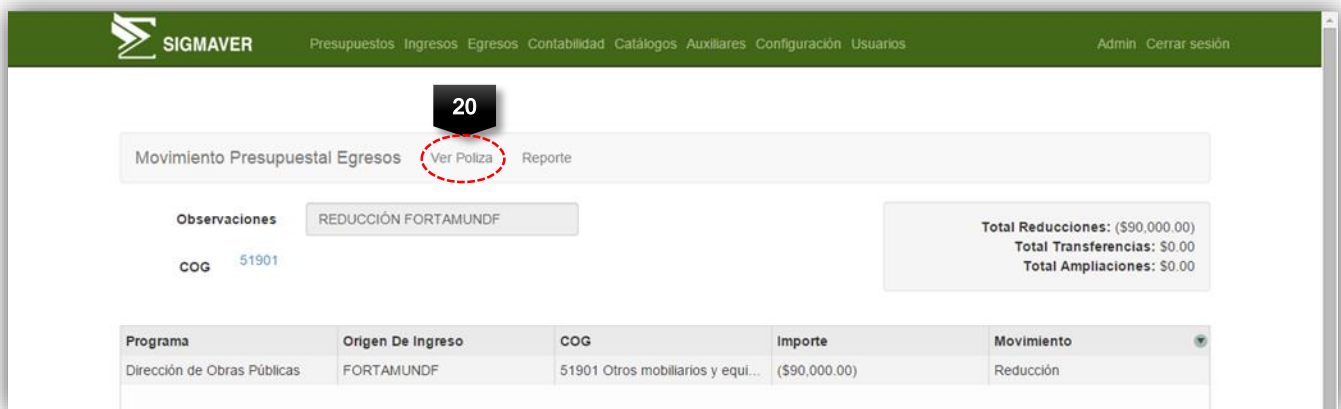 SIGMAVER Presupuestos Ingresos Egresos Contabilidad Catálogos Auxiliares Configuración Usuarios Admin Cerrar sesión
20
Movimiento Presupuestal Egresos Ver Poliza Reporte
Observaciones REDUCCIÓN FORTAMUNDF
COG 51901
Total Reducciones: ($90,000.00)
Total Transferencias: $0.00
Total Ampliaciones: $0.00
Programa Origen De Ingreso COG Importe Movimiento
Dirección de Obras Públicas FORTAMUNDF 51901 Otros mobiliarios y equi... ($90,000.00) Reducción